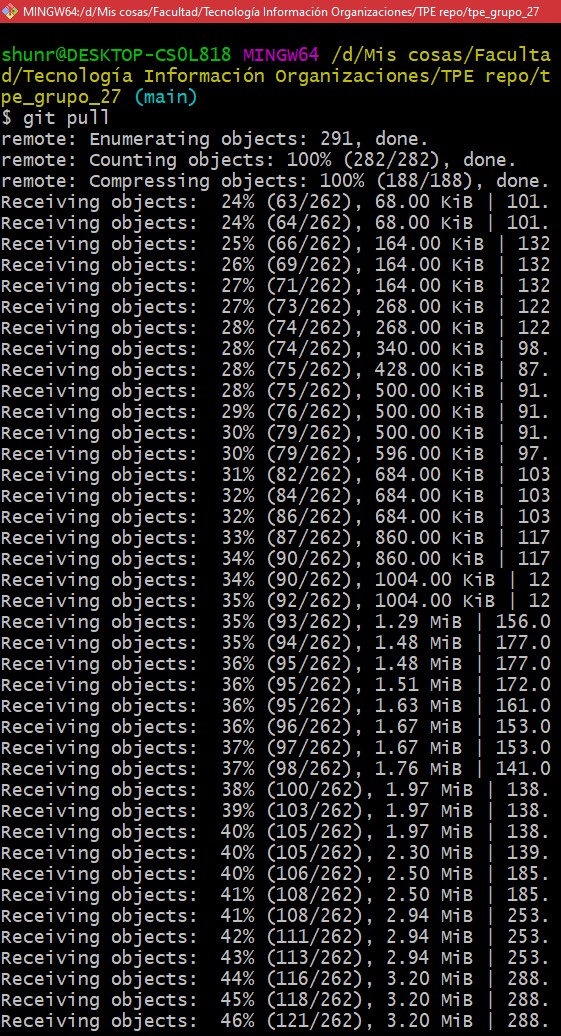 MINGW64:/d/Mis cosas/Facultad/Tecnología Información Organizaciones/TPE repo/tpe_grupo_27
shunr@DESKTOP-CSOL818 MINGW64 /d/Mis cosas/Faculta
d/Tecnología Información Organizaciones/TPE repo/t
pe_grupo_27 (main)
$ git pull
remote: Enumerating objects: 291, done.
remote: Counting objects: 100% (282/282), done.
remote: Compressing objects: 100% (188/188), done.
Receiving objects:  24% (63/262), 68.00 KiB | 101.
Receiving objects:  24% (64/262), 68.00 KiB | 101.
Receiving objects:  25% (66/262), 164.00 KiB | 132
Receiving objects:  26% (69/262), 164.00 KiB | 132
Receiving objects:  27% (71/262), 164.00 KiB | 132
Receiving objects:  27% (73/262), 268.00 KiB | 122
Receiving objects:  28% (74/262), 268.00 KiB | 122
Receiving objects:  28% (74/262), 340.00 KiB | 98.
Receiving objects:  28% (75/262), 428.00 KiB | 87.
Receiving objects:  28% (75/262), 500.00 KiB | 91.
Receiving objects:  29% (76/262), 500.00 KiB | 91.
Receiving objects:  30% (79/262), 500.00 KiB | 91.
Receiving objects:  30% (79/262), 596.00 KiB | 97.
Receiving objects:  31% (82/262), 684.00 KiB | 103
Receiving objects:  32% (84/262), 684.00 KiB | 103
Receiving objects:  32% (86/262), 684.00 KiB | 103
Receiving objects:  33% (87/262), 860.00 KiB | 117
Receiving objects:  34% (90/262), 860.00 KiB | 117
Receiving objects:  34% (90/262), 1004.00 KiB | 12
Receiving objects:  35% (92/262), 1004.00 KiB | 12
Receiving objects:  35% (93/262), 1.29 MiB | 156.0
Receiving objects:  35% (94/262), 1.48 MiB | 177.0
Receiving objects:  36% (95/262), 1.48 MiB | 177.0
Receiving objects:  36% (95/262), 1.51 MiB | 172.0
Receiving objects:  36% (95/262), 1.63 MiB | 161.0
Receiving objects:  36% (96/262), 1.67 MiB | 153.0
Receiving objects:  37% (97/262), 1.67 MiB | 153.0
Receiving objects:  37% (98/262), 1.76 MiB | 141.0
Receiving objects:  38% (100/262), 1.97 MiB | 138.
Receiving objects:  39% (103/262), 1.97 MiB | 138.
Receiving objects:  40% (105/262), 1.97 MiB | 138.
Receiving objects:  40% (105/262), 2.30 MiB | 139.
Receiving objects:  40% (106/262), 2.50 MiB | 185.
Receiving objects:  41% (108/262), 2.50 MiB | 185.
Receiving objects:  41% (108/262), 2.94 MiB | 253.
Receiving objects:  42% (111/262), 2.94 MiB | 253.
Receiving objects:  43% (113/262), 2.94 MiB | 253.
Receiving objects:  44% (116/262), 3.20 MiB | 288.
Receiving objects:  45% (118/262), 3.20 MiB | 288.
Receiving objects:  46% (121/262), 3.20 MiB | 288.